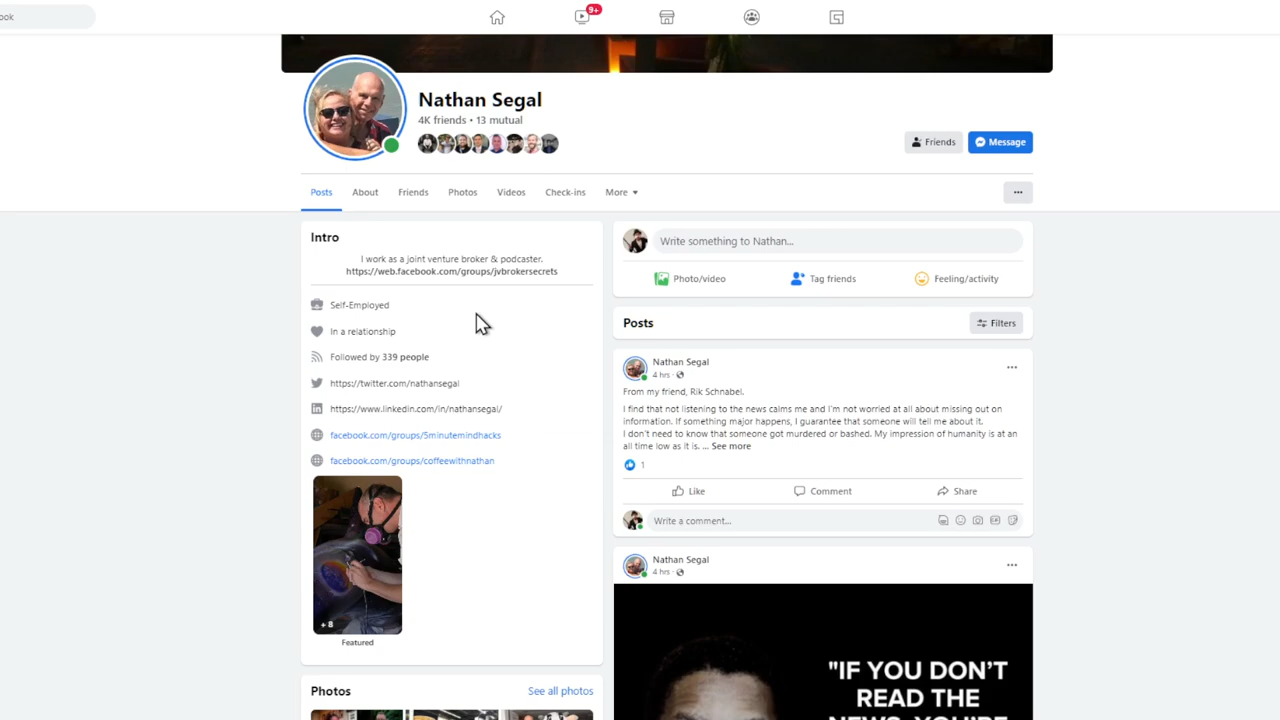 ook
9+
Nathan Segal
4K friends • 13 mutual
Friends
Message
Posts
About
Friends
Photos
Videos
Check-ins
More
Intro
I work as a joint venture broker & podcaster.
https://web.facebook.com/groups/jvbrokersecrets
Self-Employed
In a relationship
Followed by 339 people
https://twitter.com/nathansegal
https://www.linkedin.com/in/nathansegal/
facebook.com/groups/5minutemindhacks
facebook.com/groups/coffeewithnathan
+ 8
Featured
Photos
See all photos
Write something to Nathan...
Photo/video
Tag friends
Feeling/activity
Posts
Filters
Nathan Segal
4 hrs ·
From my friend, Rik Schnabel.
I find that not listening to the news calms me and I'm not worried at all about missing out on
information. If something major happens, I guarantee that someone will tell me about it.
I don't need to know that someone got murdered or bashed. My impression of humanity is at an
all time low as it is. ... See more
1
Like
Comment
Share
Write a comment...
Nathan Segal
4 hrs ·
"IF YOU DON'T
READ THE
NEWS, YOU'RE